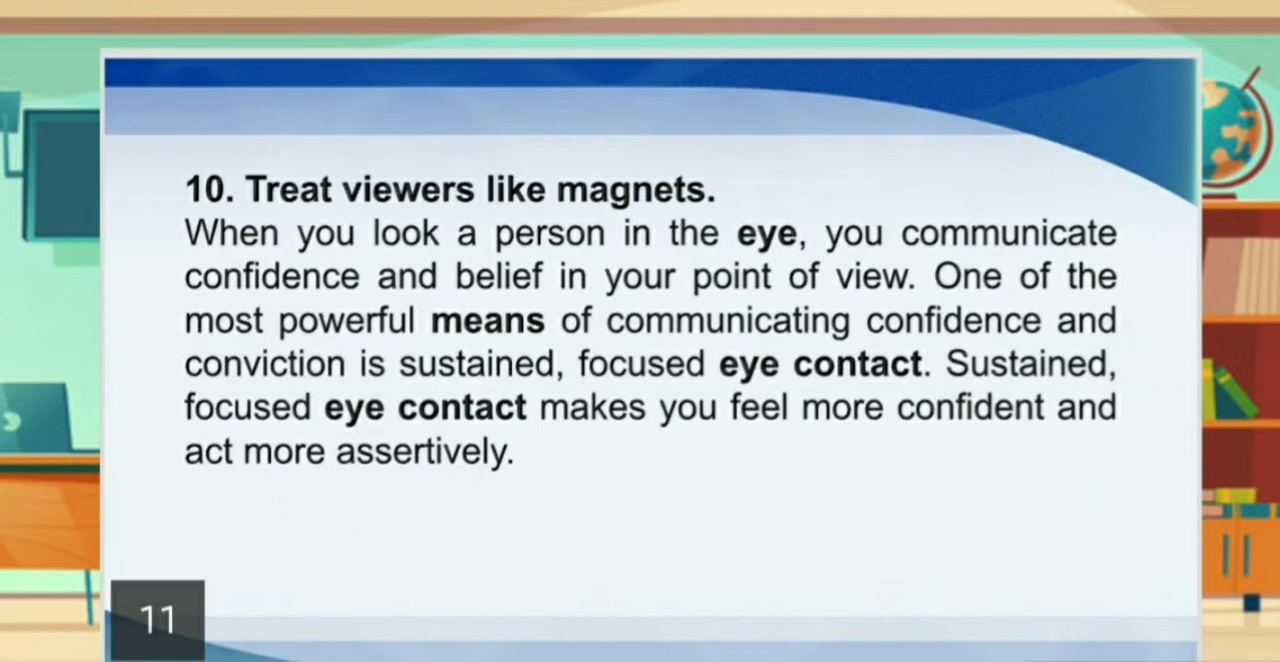 10. Treat viewers like magnets.
When you look a person in the eye, you communicate
confidence and belief in your point of view. One of the
most powerful means of communicating confidence and
conviction is sustained, focused eye contact. Sustained,
focused eye contact makes you feel more confident and
act more assertively.
11